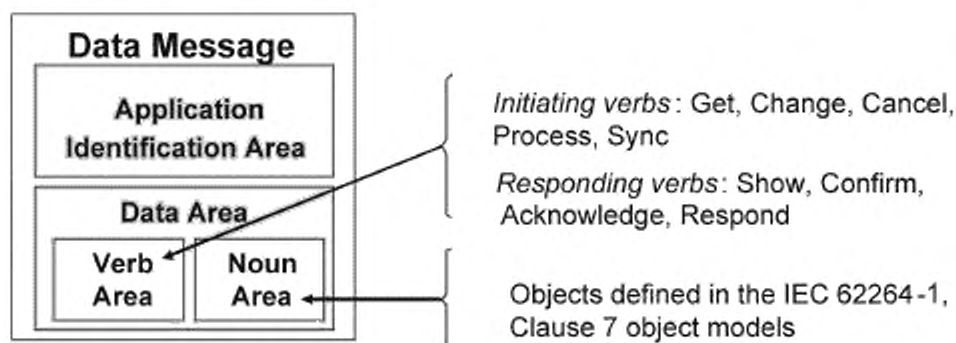 Data Message
Application
Identification Area
Data Area
Verb
Area
Noun
Area
Initiating verbs: Get, Change, Cancel,
Process, Sync
Responding verbs: Show, Confirm,
Acknowledge, Respond
Objects defined in the IEC 62264-1,
Clause 7 object models